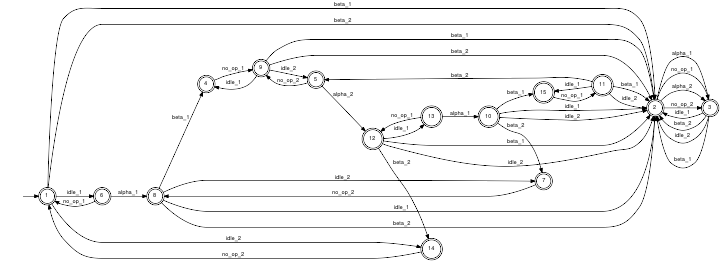 beta_1
beta_2
beta_1
beta_2
alpha_1
no_op_1
alpha_2
no_op_2
idle_1
beta_2
idle_2
beta_1
no_op_1
idle_1
idle_2
no_op_2
beta_2
4
9
5
15
11
2
3
idle_1
no_op_1
beta_1
idle_2
beta_1
alpha_2
no_op_1
idle_1
alpha_1
idle_1
idle_2
12
13
10
beta_1
beta_2
beta_1
idle_2
beta_2
idle_1
no_op_1
alpha_1
1
6
8
7
idle_2
no_op_2
idle_1
beta_2
idle_2
no_op_2
14